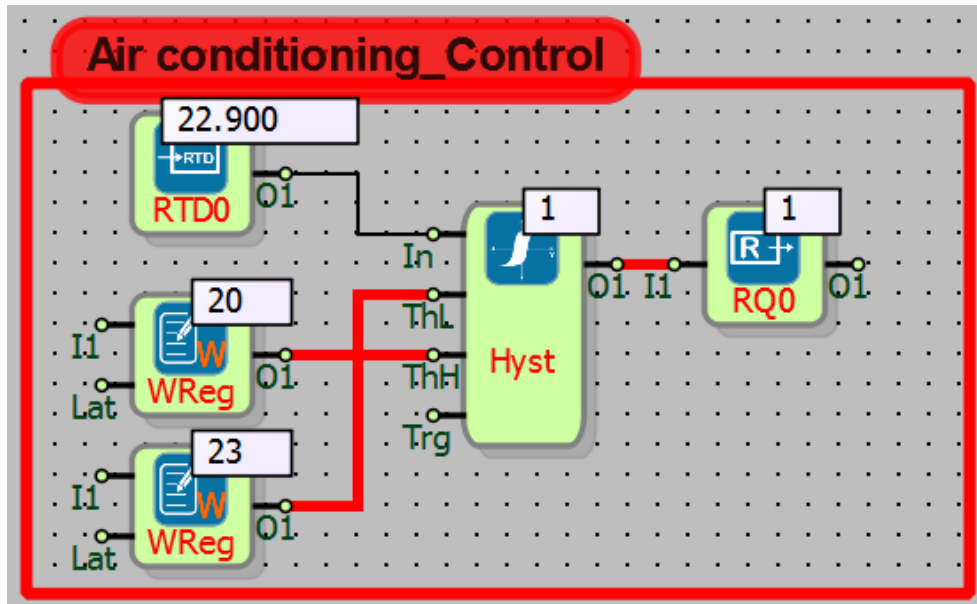 Air conditioning_Control
22.900
RTD
RTD0
O1
20
I1
W
WReg
O1
Lat
23
I1
W
WReg
O1
Lat
1
In
ThL
ThH
Trg
Hyst
O1
1
I1
R
RQ0
O1